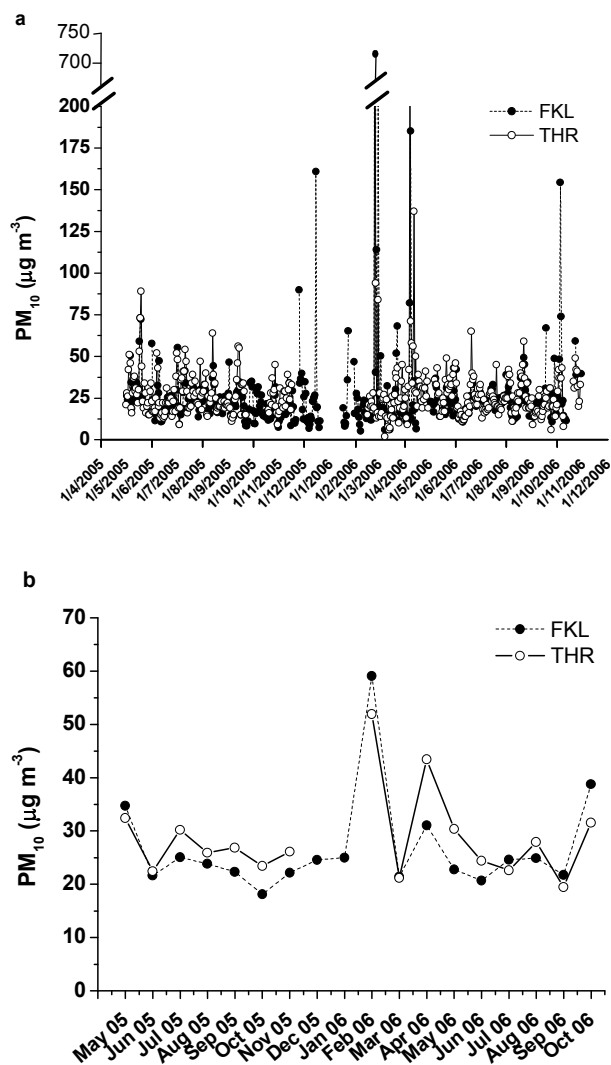 a
750
700
200
175
150
125
100
75
50
25
0
PM10 (μg m-3)
FKL
THR
1/4/2005
1/5/2005
1/6/2005
1/7/2005
1/8/2005
1/9/2005
1/10/2005
1/11/2005
1/12/2005
1/1/2006
1/2/2006
1/3/2006
1/4/2006
1/5/2006
1/6/2006
1/7/2006
1/8/2006
1/9/2006
1/10/2006
1/11/2006
1/12/2006
b
70
60
50
40
30
20
10
0
PM10 (μg m-3)
FKL
THR
May 05
Jun 05
Jul 05
Aug 05
Sep 05
Oct 05
Nov 05
Dec 05
Jan 06
Feb 06
Mar 06
Apr 06
May 06
Jun 06
Jul 06
Aug 06
Sep 06
Oct 06